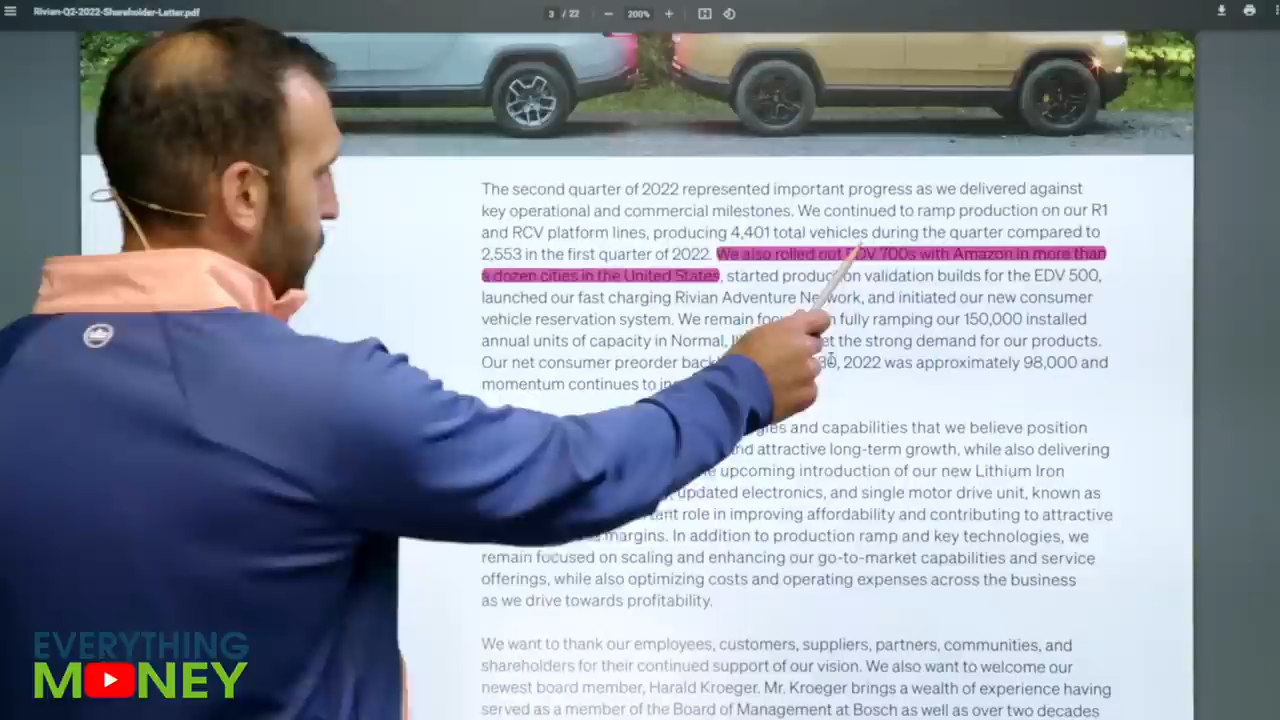 Rivian-Q2-2022-Shareholder-Letter.pdf
3 / 22
200%
The second quarter of 2022 represented important progress as we delivered against
key operational and commercial milestones. We continued to ramp production on our R1
and RCV platform lines, producing 4,401 total vehicles during the quarter compared to
2,553 in the first quarter of 2022. We also rolled out EDV 700s with Amazon in more than
a dozen cities in the United States, started production validation builds for the EDV 500,
launched our fast charging Rivian Adventure Network, and initiated our new consumer
vehicle reservation system. We remain fully ramping our 150,000 installed
annual units of capacity in Normal, the strong demand for our products.
Our net consumer preorder 30, 2022 was approximately 98,000 and
momentum continues to
and capabilities that we believe position
and attractive long-term growth, while also delivering
upcoming introduction of our new Lithium Iron
updated electronics, and single motor drive unit, known as
role in improving affordability and contributing to attractive
margins. In addition to production ramp and key technologies, we
remain focused on scaling and enhancing our go-to-market capabilities and service
offerings, while also optimizing costs and operating expenses across the business
as we drive towards profitability.
We want to thank our employees, customers, suppliers, partners, communities, and
shareholders for their continued support of our vision. We also want to welcome our
newest board member, Harald Kroeger. Mr. Kroeger brings a wealth of experience having
served as a member of the Board of Management at Bosch as well as over two decades
EVERYTHING
MONEY